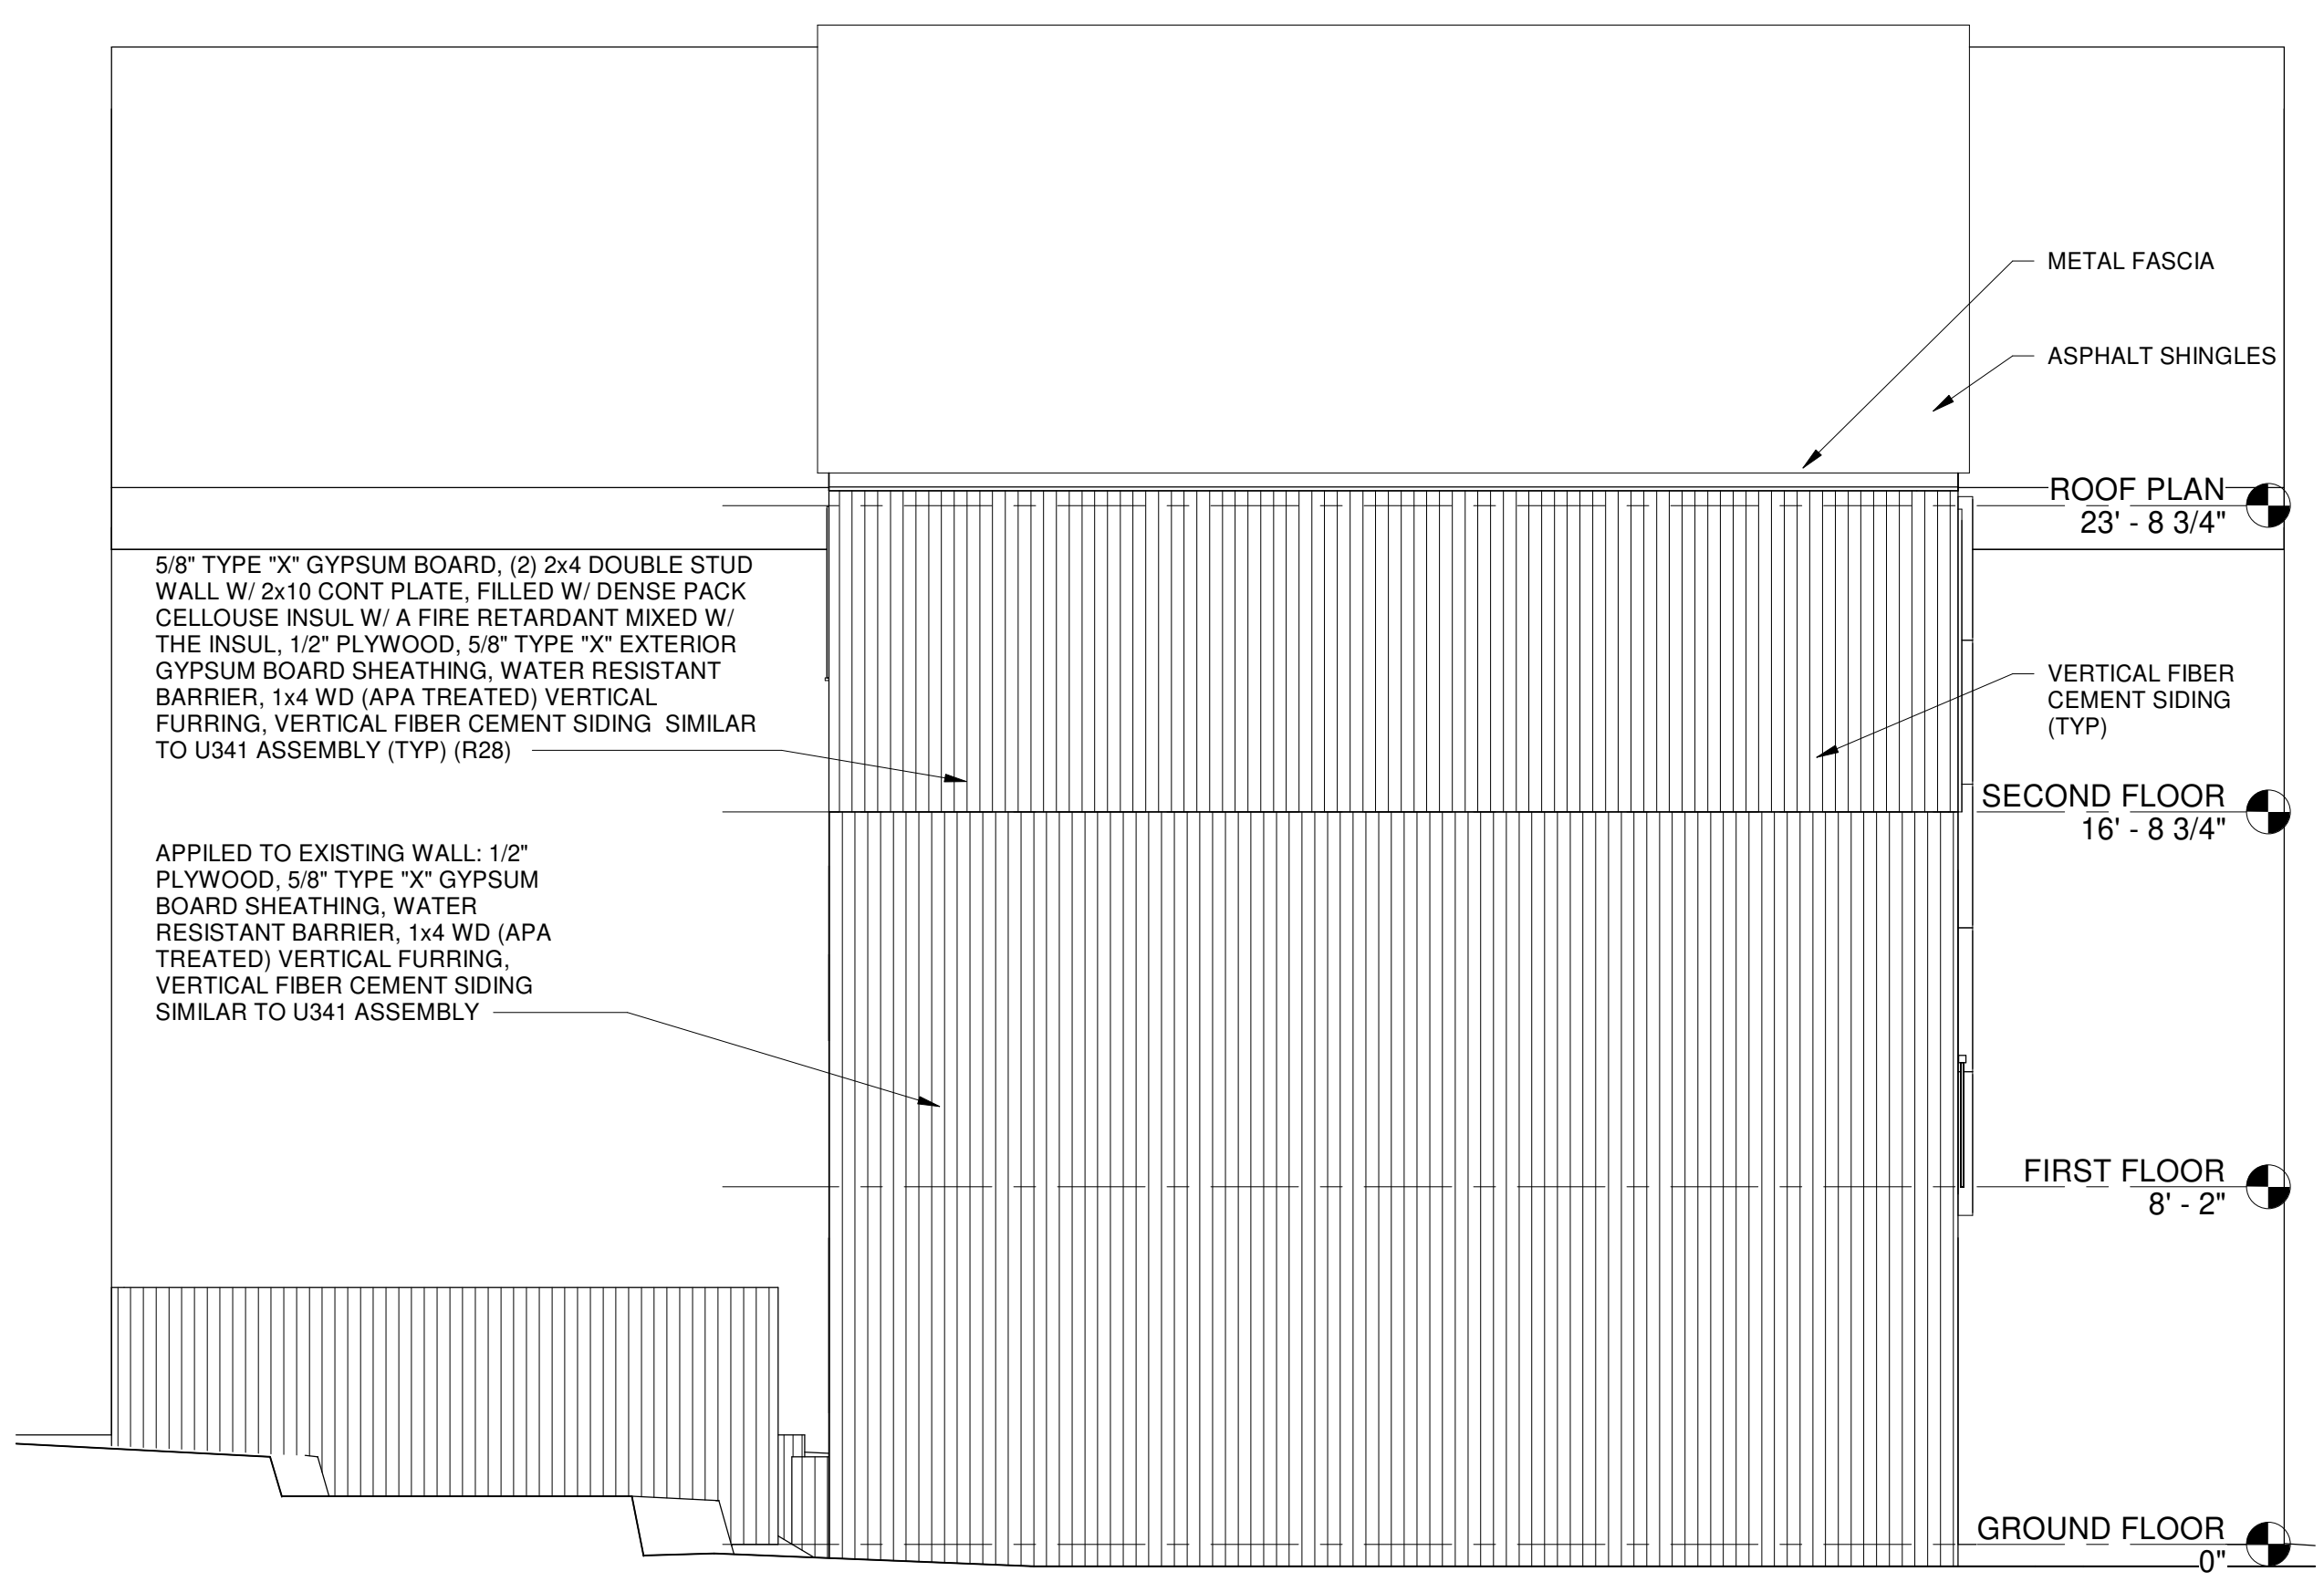 METAL FASCIA
ASPHALT SHINGLES
ROOF PLAN
23' - 8 3/4"
5/8" TYPE "X" GYPSUM BOARD, (2) 2x4 DOUBLE STUD
WALL W/ 2x10 CONT PLATE, FILLED W/ DENSE PACK
CELLOUSE INSUL W/ A FIRE RETARDANT MIXED W/
THE INSUL, 1/2" PLYWOOD, 5/8" TYPE "X" EXTERIOR
GYPSUM BOARD SHEATHING, WATER RESISTANT
BARRIER, 1x4 WD (APA TREATED) VERTICAL
FURRING, VERTICAL FIBER CEMENT SIDING  SIMILAR
TO U341 ASSEMBLY (TYP) (R28)
VERTICAL FIBER
CEMENT SIDING
(TYP)
SECOND FLOOR
16' - 8 3/4"
APPILED TO EXISTING WALL: 1/2"
PLYWOOD, 5/8" TYPE "X" GYPSUM
BOARD SHEATHING, WATER
RESISTANT BARRIER, 1x4 WD (APA
TREATED) VERTICAL FURRING,
VERTICAL FIBER CEMENT SIDING
SIMILAR TO U341 ASSEMBLY
FIRST FLOOR
8' - 2"
GROUND FLOOR
0"